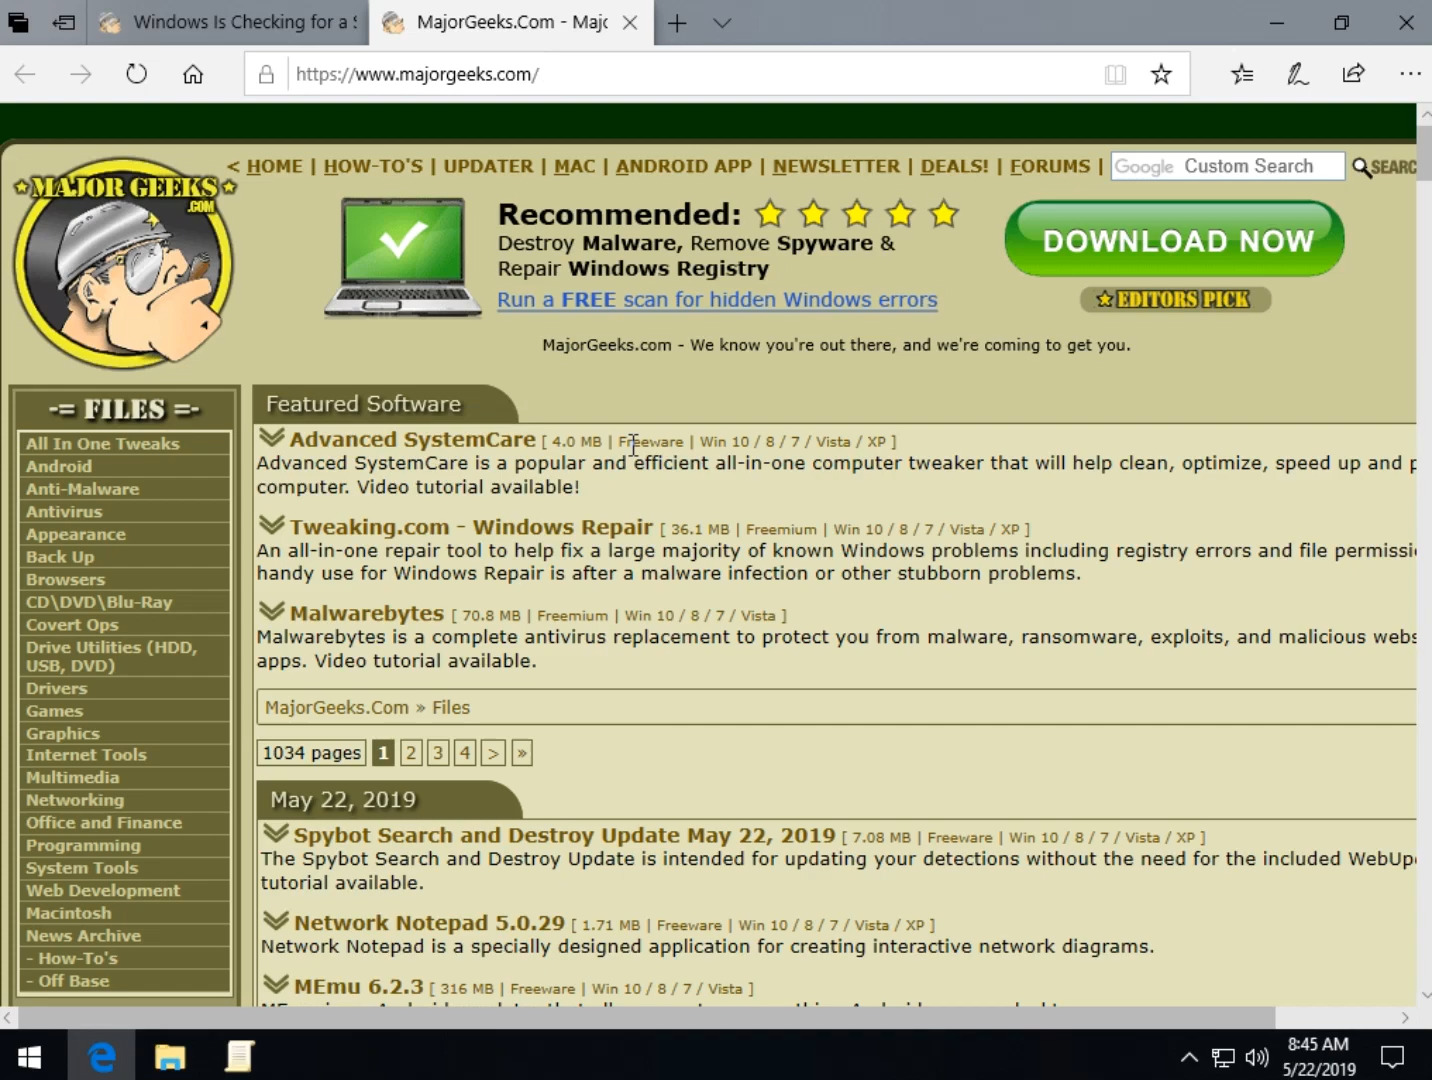 Windows Is Checking for a S
MajorGeeks.Com - Majo
https://www.majorgeeks.com/
MAJOR GEEKS
.COM
< HOME | HOW-TO'S | UPDATER | MAC | ANDROID APP | NEWSLETTER | DEALS! | FORUMS |
Google Custom Search
SEARC
Recommended:
Destroy Malware, Remove Spyware &
Repair Windows Registry
Run a FREE scan for hidden Windows errors
DOWNLOAD NOW
EDITORS PICK
MajorGeeks.com - We know you're out there, and we're coming to get you.
-= FILES =-
All In One Tweaks
Android
Anti-Malware
Antivirus
Appearance
Back Up
Browsers
CD\DVD\Blu-Ray
Covert Ops
Drive Utilities (HDD,
USB, DVD)
Drivers
Games
Graphics
Internet Tools
Multimedia
Networking
Office and Finance
Programming
System Tools
Web Development
Macintosh
News Archive
- How-To's
- Off Base
Featured Software
Advanced SystemCare [ 4.0 MB | Freeware | Win 10 / 8 / 7 / Vista / XP ]
Advanced SystemCare is a popular and efficient all-in-one computer tweaker that will help clean, optimize, speed up and p
computer. Video tutorial available!
Tweaking.com - Windows Repair [ 36.1 MB | Freemium | Win 10 / 8 / 7 / Vista / XP ]
An all-in-one repair tool to help fix a large majority of known Windows problems including registry errors and file permissi
handy use for Windows Repair is after a malware infection or other stubborn problems.
Malwarebytes [ 70.8 MB | Freemium | Win 10 / 8 / 7 / Vista ]
Malwarebytes is a complete antivirus replacement to protect you from malware, ransomware, exploits, and malicious webs
apps. Video tutorial available.
MajorGeeks.Com » Files
1034 pages 1 2 3 4 > »
May 22, 2019
Spybot Search and Destroy Update May 22, 2019 [ 7.08 MB | Freeware | Win 10 / 8 / 7 / Vista / XP ]
The Spybot Search and Destroy Update is intended for updating your detections without the need for the included WebUp
tutorial available.
Network Notepad 5.0.29 [ 1.71 MB | Freeware | Win 10 / 8 / 7 / Vista / XP ]
Network Notepad is a specially designed application for creating interactive network diagrams.
MEmu 6.2.3 [ 316 MB | Freeware | Win 10 / 8 / 7 / Vista ]
8:45 AM
5/22/2019